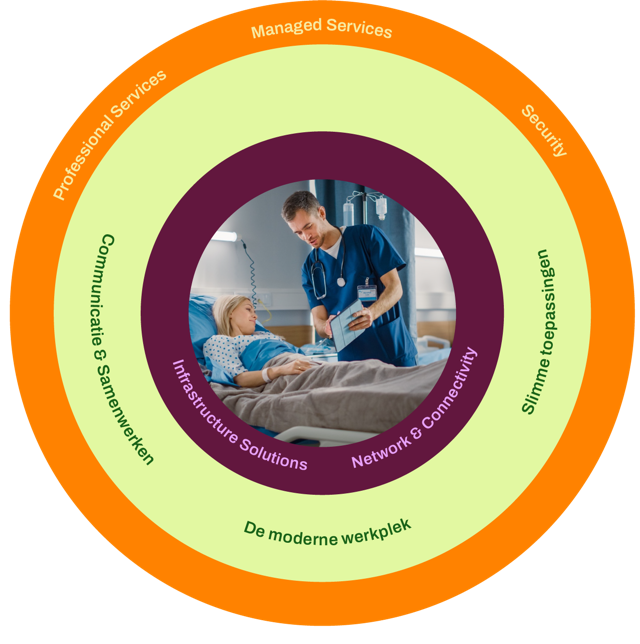 Managed Services
Professional Services
Security
Communicatie & Samenwerken
Slimme toepassingen
De moderne werkplek
Infrastructure Solutions
Network & Connectivity